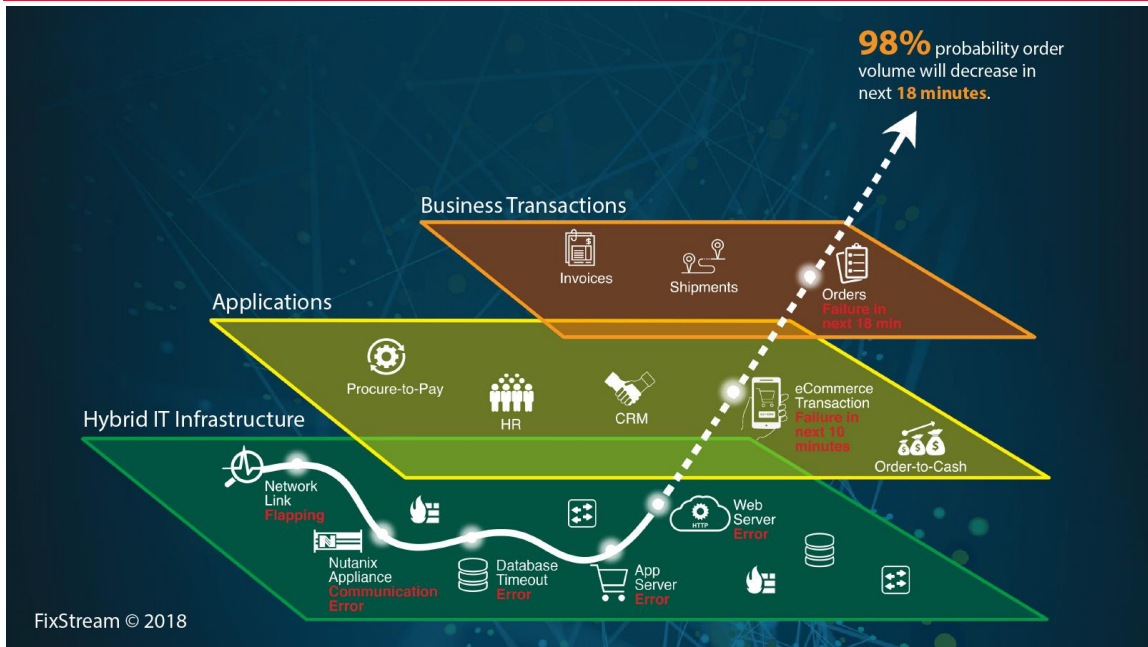 98% probability order
volume will decrease in
next 18 minutes.
Business Transactions
Invoices
Shipments
Orders
Failure in
next 18 min
Applications
Procure-to-Pay
HR
CRM
eCommerce
Transaction
Failure in
next 10
minutes
Order-to-Cash
Hybrid IT Infrastructure
Network
Link
Flapping
N
Nutanix
Appliance
Communication
Error
Database
Timeout
Error
App
Server
Error
HTTP
Web
Server
Error
FixStream © 2018